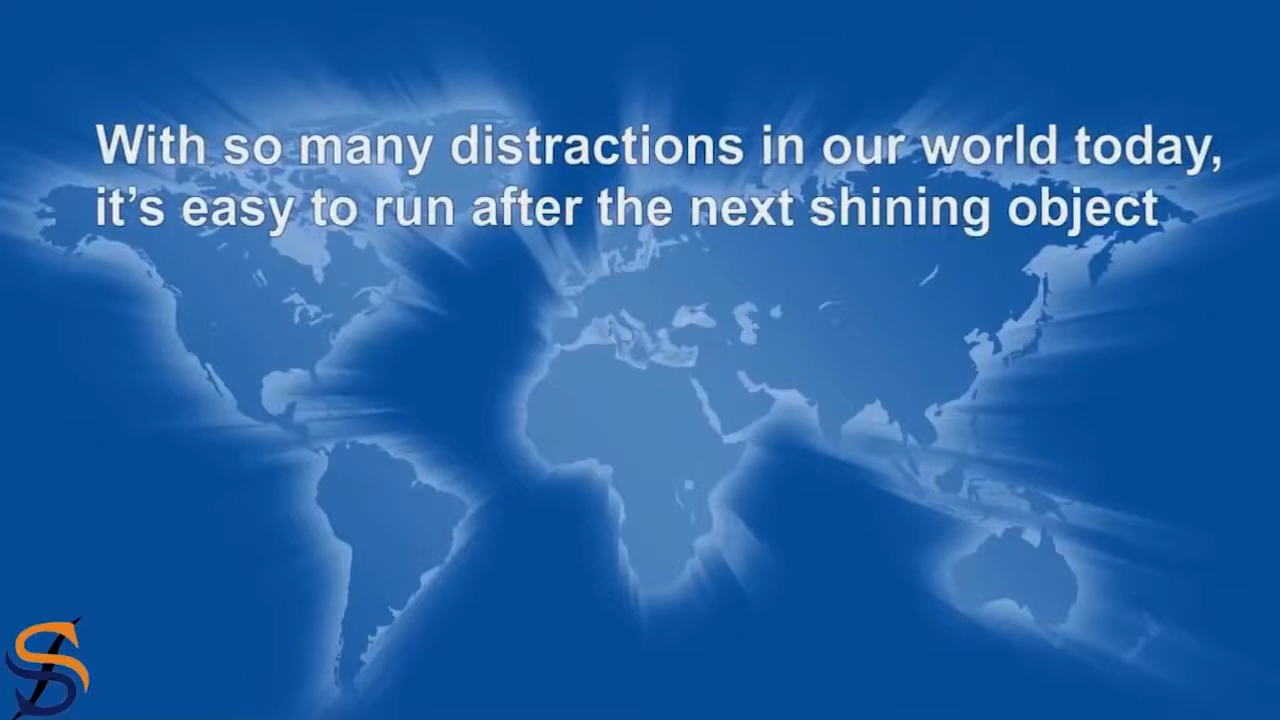 With so many distractions in our world today,
it’s easy to run after the next shining object